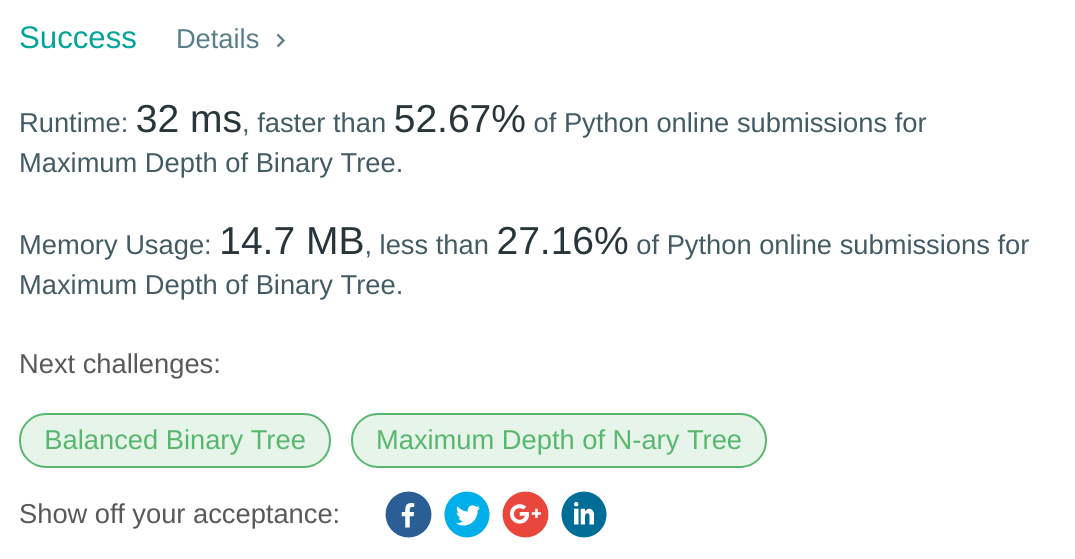 Success Details >
Runtime: 32 ms, faster than 52.67% of Python online submissions for
Maximum Depth of Binary Tree.
Memory Usage: 14.7 MB, less than 27.16% of Python online submissions for
Maximum Depth of Binary Tree.
Next challenges:
Balanced Binary Tree Maximum Depth of N-ary Tree
Show off your acceptance: f G+ in